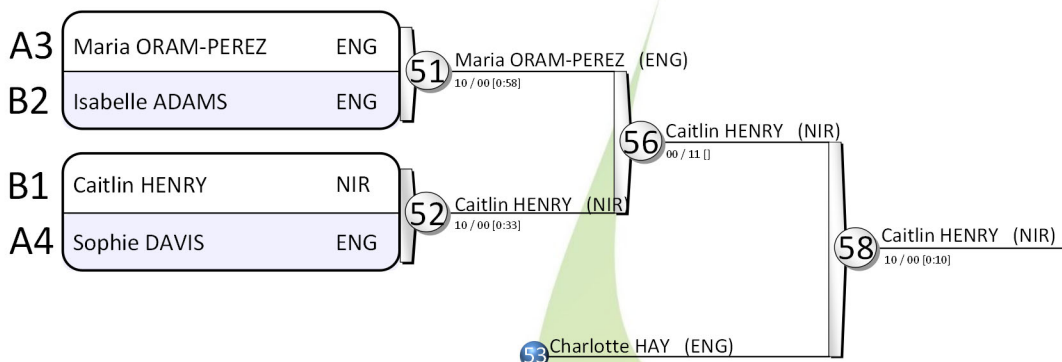 A3 Maria ORAM-PEREZ ENG
B2 Isabelle ADAMS ENG
51 Maria ORAM-PEREZ (ENG)
10 / 00 [0:58]
B1 Caitlin HENRY NIR
A4 Sophie DAVIS ENG
52 Caitlin HENRY (NIR)
10 / 00 [0:33]
56 Caitlin HENRY (NIR)
00 / 11 []
58 Caitlin HENRY (NIR)
10 / 00 [0:10]
53 Charlotte HAY (ENG)